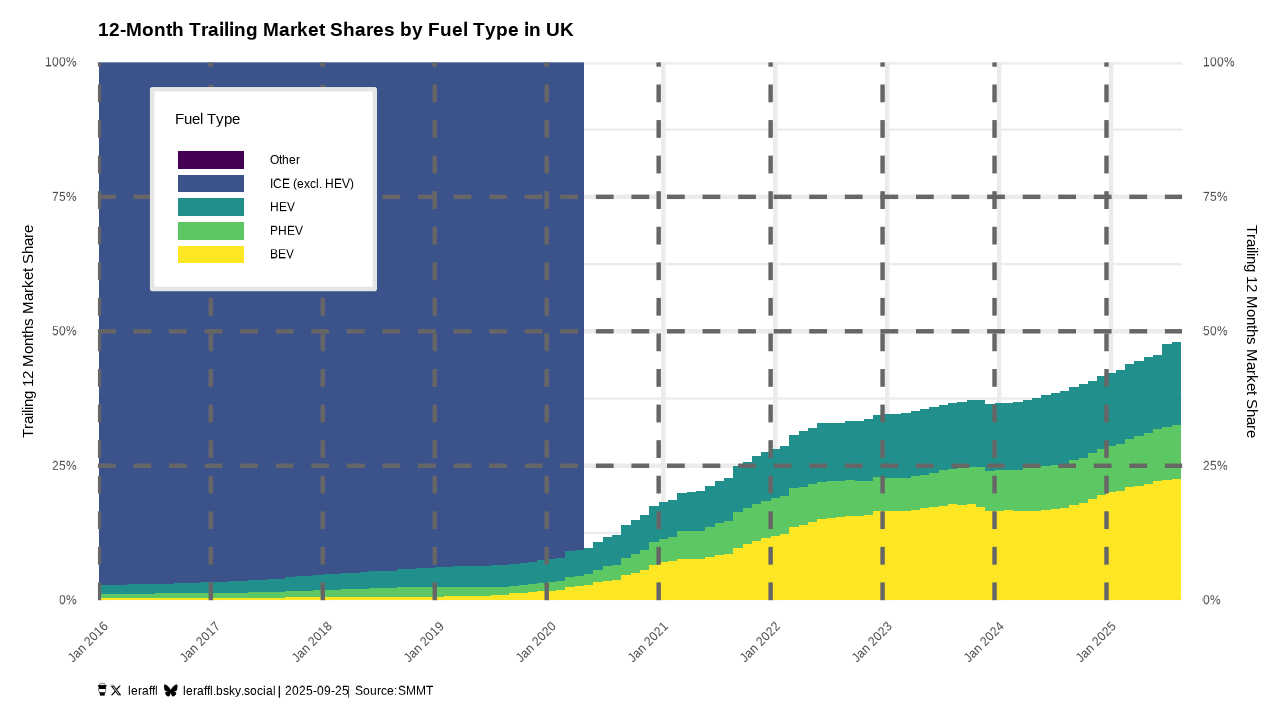 12-Month Trailing Market Shares by Fuel Type in UK
100%
100%
Fuel Type
Other
ICE (excl. HEV)
HEV
PHEV
BEV
75%
75%
Trailing 12 Months Market Share
Trailing 12 Months Market Share
50%
50%
25%
25%
0%
0%
Jan 2016
Jan 2017
Jan 2018
Jan 2019
Jan 2020
Jan 2021
Jan 2022
Jan 2023
Jan 2024
Jan 2025
leraffl leraffl.bsky.social | 2025-09-25| Source:SMMT